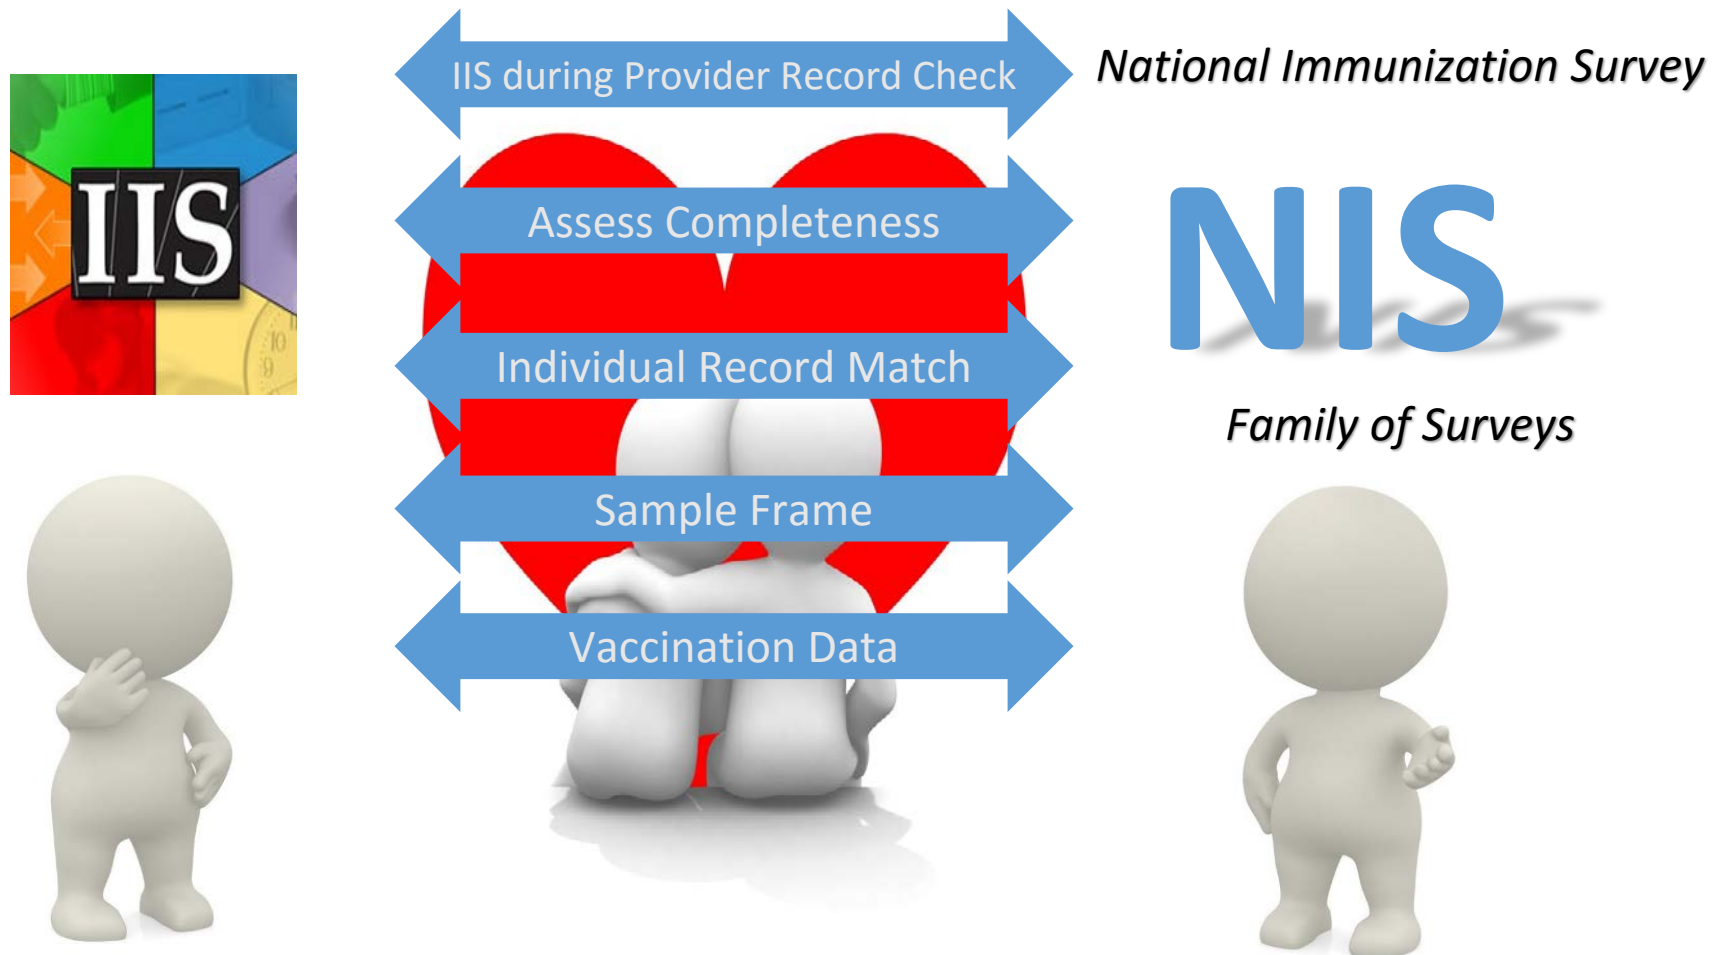 IIS during Provider Record Check
National Immunization Survey
IIS
Assess Completeness
NIS
Individual Record Match
Family of Surveys
Sample Frame
Vaccination Data